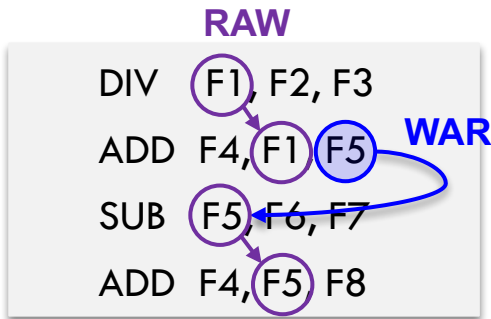 RAW
DIV F1, F2, F3
ADD F4, F1, F5
WAR
SUB F5, F6, F7
ADD F4, F5, F8